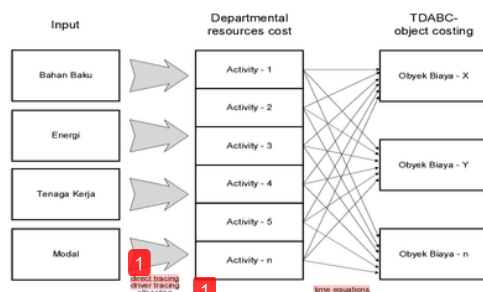 Input
Departmental
resources cost
TDABC-
object costing
Bahan Baku
Energi
Tenaga Kerja
Modal
Activity - 1
Activity - 2
Activity - 3
Activity - 4
Activity - 5
Activity - n
Obyek Biaya - X
Obyek Biaya - Y
Obyek Biaya - n
1
direct tracing
driver tracing
1
time equations